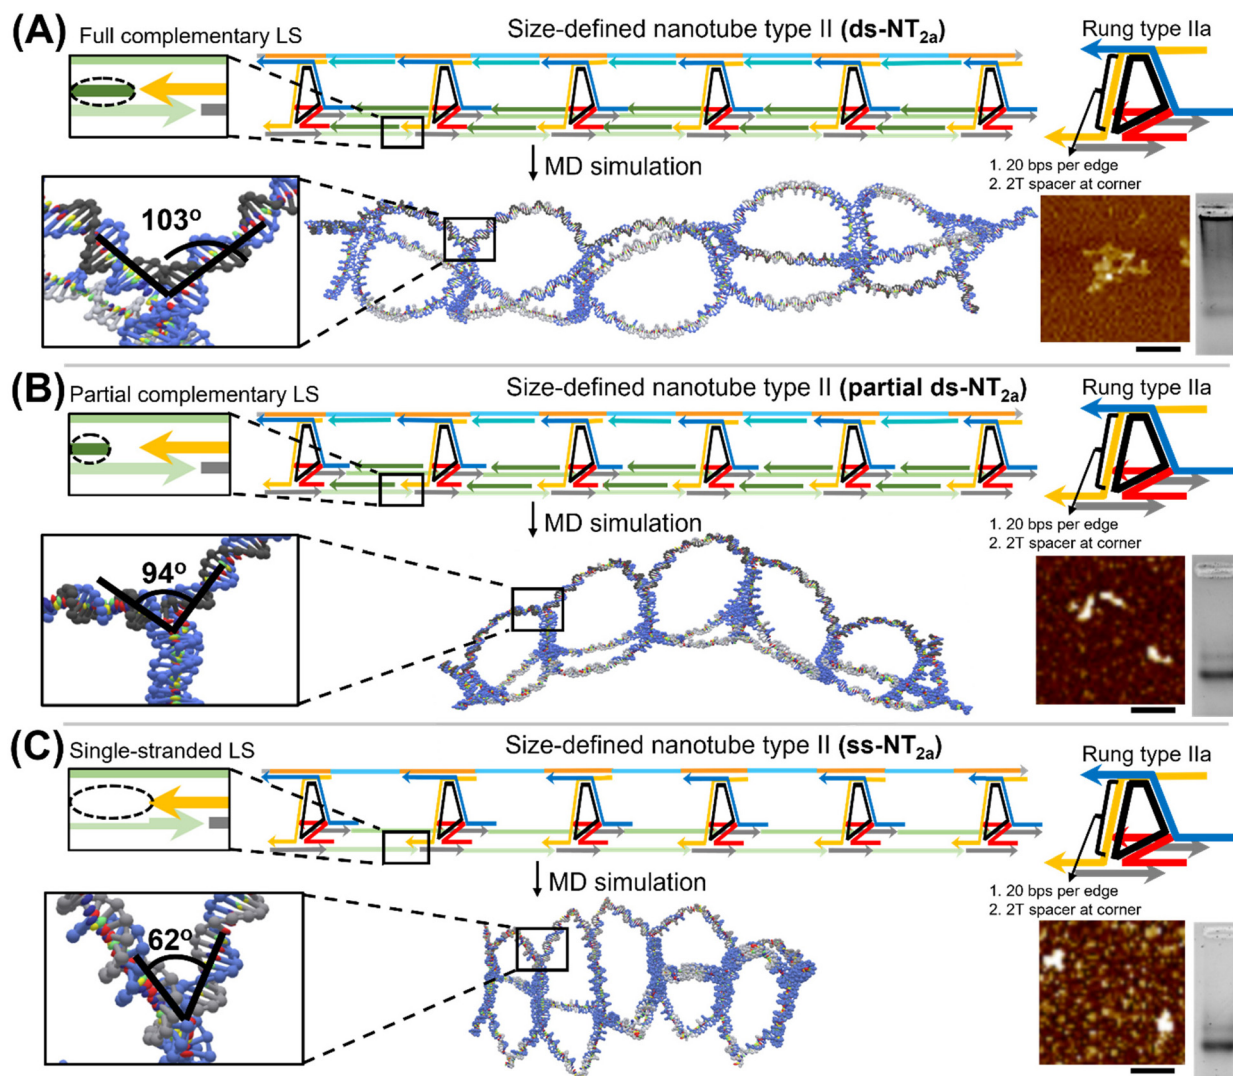 (A)
Full complementary LS
Size-defined nanotube type II (ds-NT2a)
Rung type IIa
MD simulation
1. 20 bps per edge
2. 2T spacer at corner
103°
(B)
Partial complementary LS
Size-defined nanotube type II (partial ds-NT2a)
Rung type IIa
MD simulation
1. 20 bps per edge
2. 2T spacer at corner
94°
(C)
Single-stranded LS
Size-defined nanotube type II (ss-NT2a)
Rung type IIa
MD simulation
1. 20 bps per edge
2. 2T spacer at corner
62°